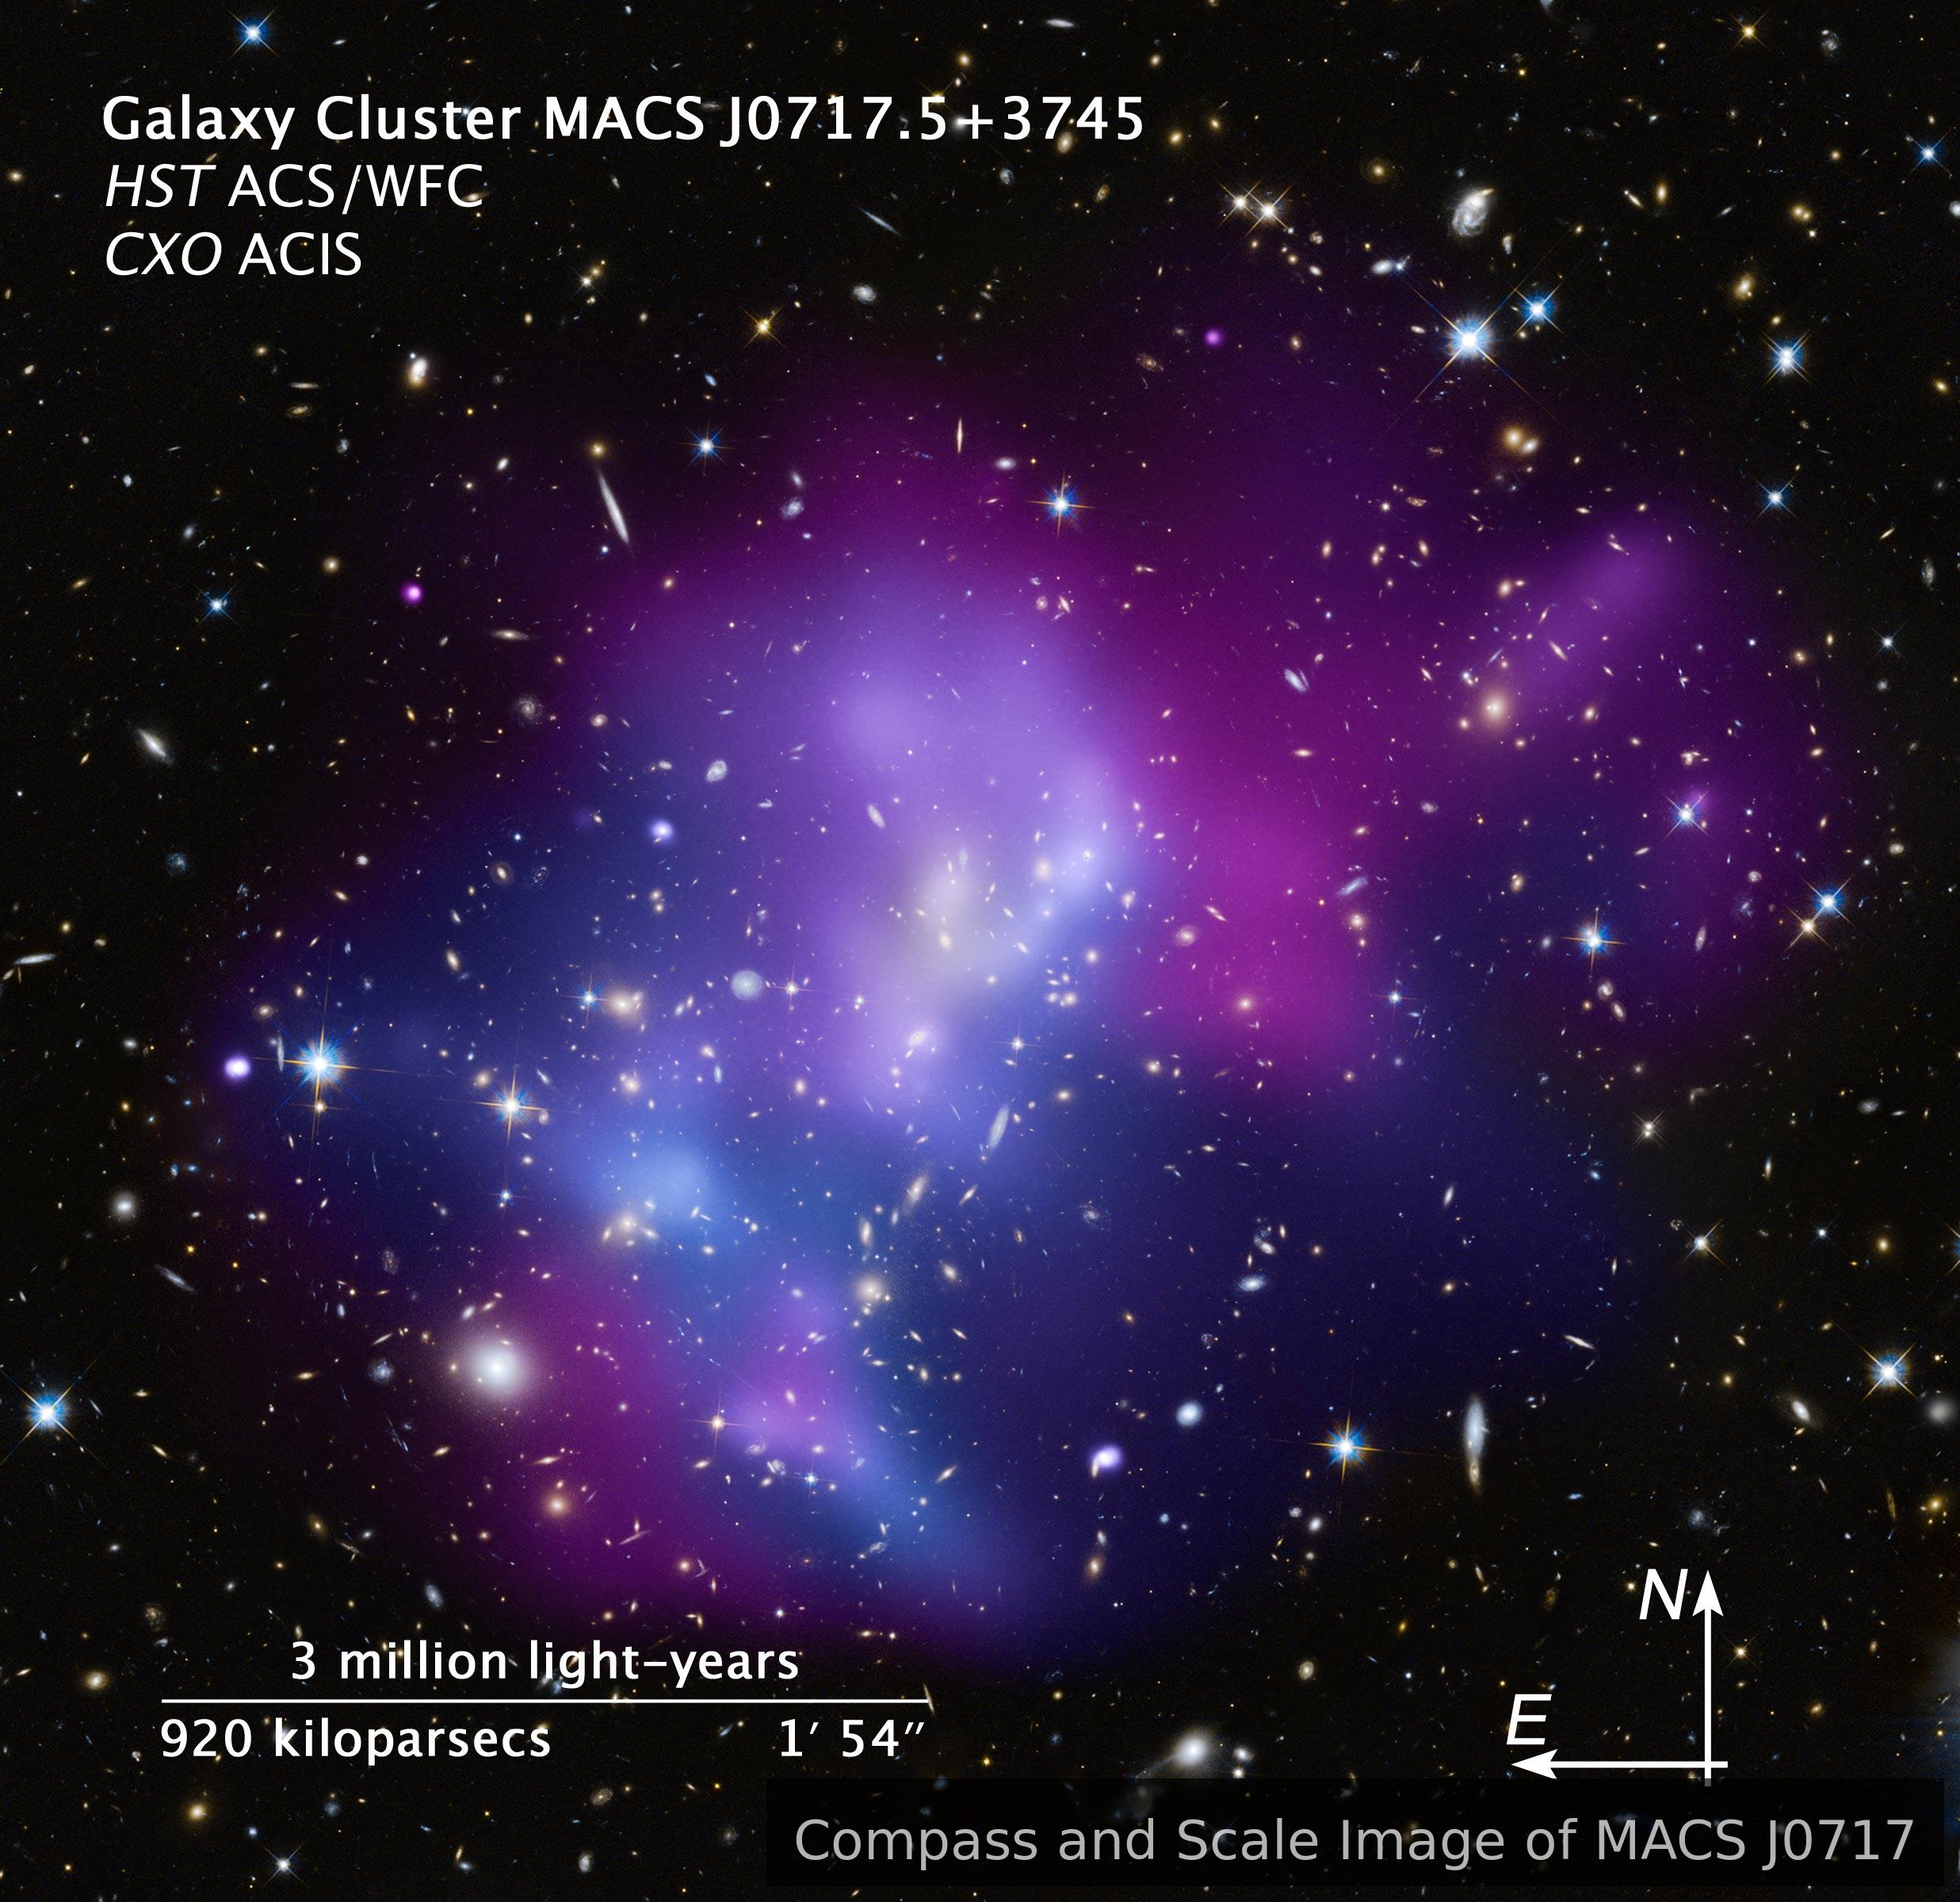 Galaxy Cluster MACS J0717.5+3745
HST ACS/WFC
CXO ACIS
3 million light-years
920 kiloparsecs 1′ 54″
N
E
Compass and Scale Image of MACS J0717